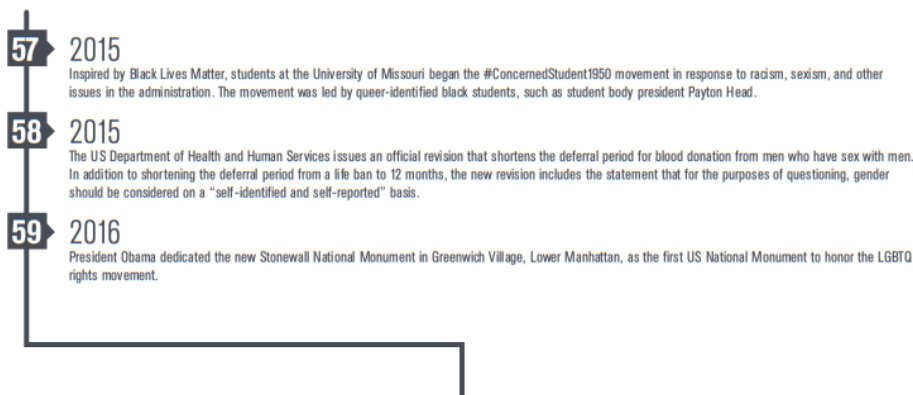 57 2015
Inspired by Black Lives Matter, students at the University of Missouri began the #ConcernedStudent1950 movement in response to racism, sexism, and other
issues in the administration. The movement was led by queer-identified black students, such as student body president Payton Head.
58 2015
The US Department of Health and Human Services issues an official revision that shortens the deferral period for blood donation from men who have sex with men.
In addition to shortening the deferral period from a life ban to 12 months, the new revision includes the statement that for the purposes of questioning, gender
should be considered on a “self-identified and self-reported” basis.
59 2016
President Obama dedicated the new Stonewall National Monument in Greenwich Village, Lower Manhattan, as the first US National Monument to honor the LGBTQ
rights movement.